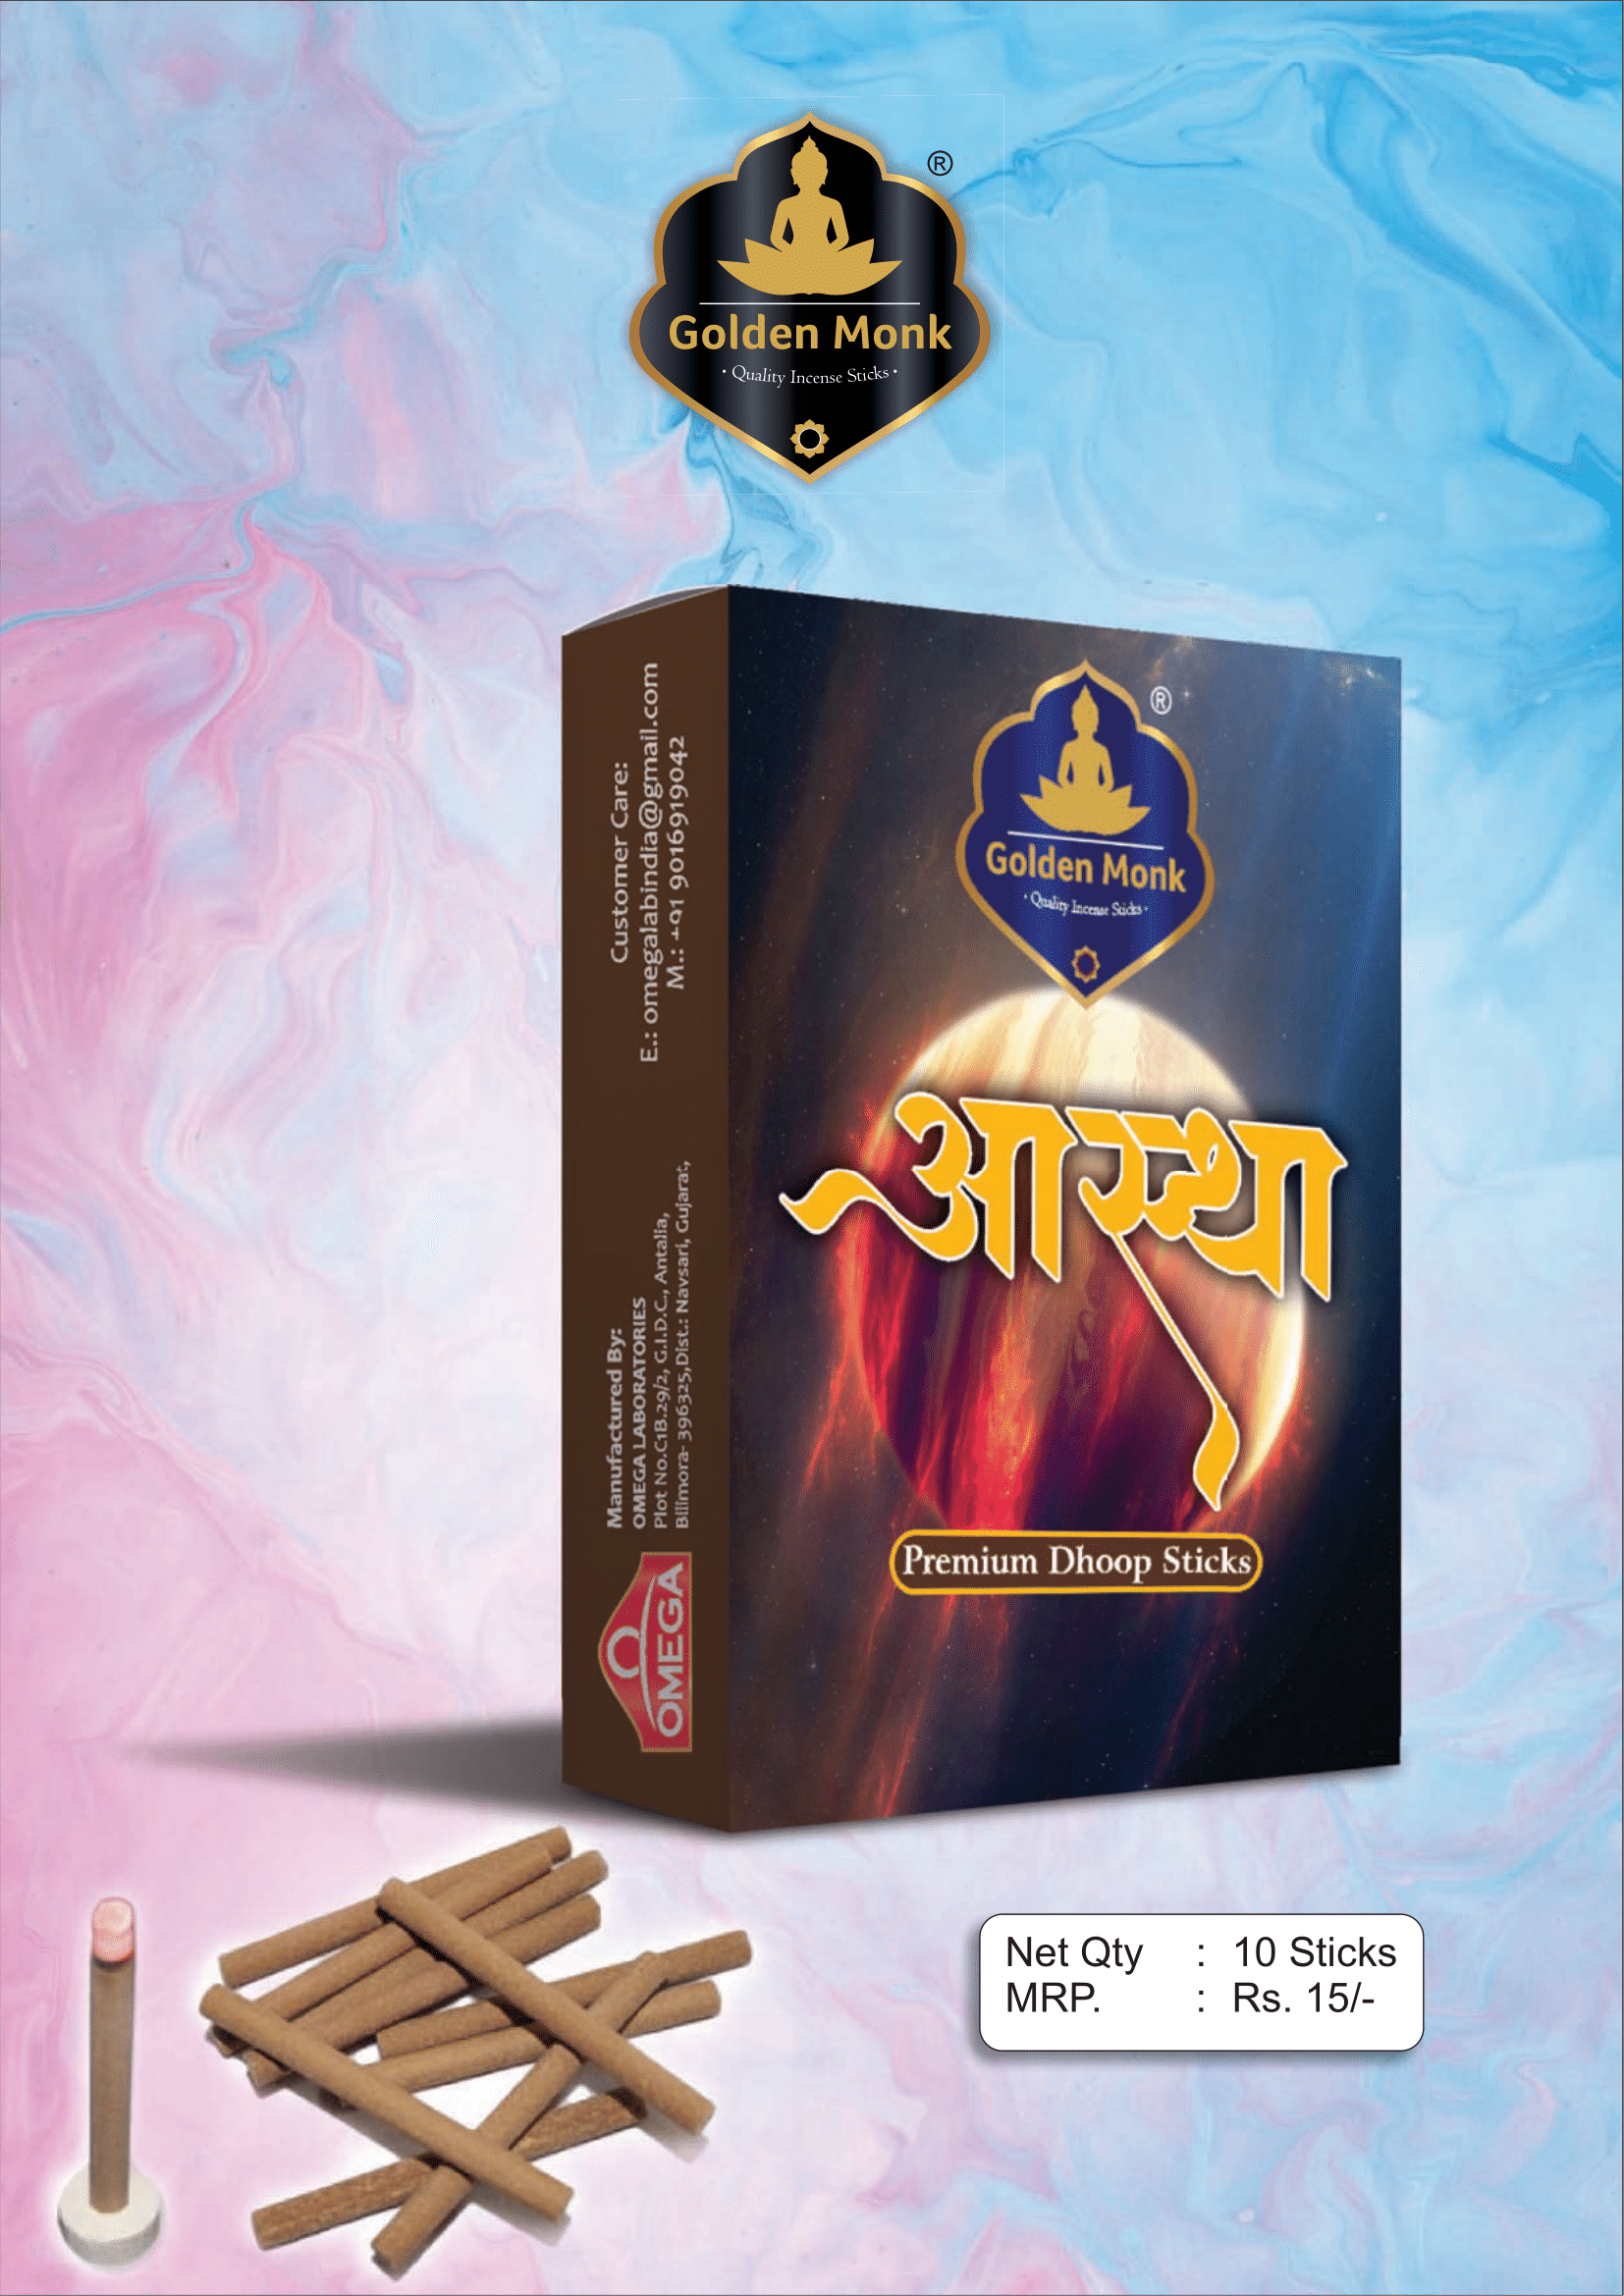 ®
Golden Monk
• Quality Incense Sticks •
Customer Care:
E.: omegalabindia@gmail.com
M.: +91 9016919042
Manufactured By:
OMEGA LABORATORIES
Plot No.C1B.29/2, G.I.D.C., Antalia,
Bilimora- 396325,Dist.: Navsari, Gujarat,
OMEGA
®
Golden Monk
• Quality Incense Sticks •
आस्था
Premium Dhoop Sticks
Net Qty : 10 Sticks
MRP. : Rs. 15/-